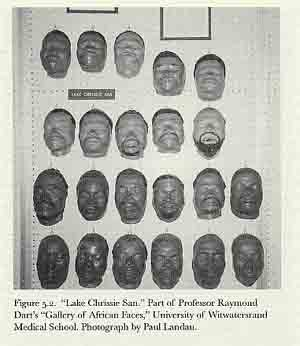 LAKE CHRISSIE SAN
Figure 5.2. “Lake Chrissie San.” Part of Professor Raymond
Dart’s “Gallery of African Faces,” University of Witwatersrand
Medical School. Photograph by Paul Landau.